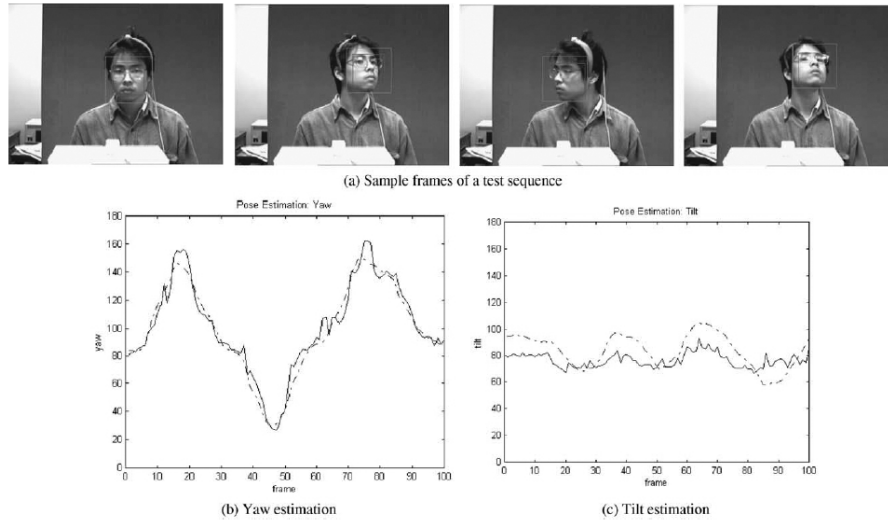 (a) Sample frames of a test sequence
Pose Estimation: Yaw
180
160
140
120
100
80
60
40
20
0
yaw
0 10 20 30 40 50 60 70 80 90 100
frame
(b) Yaw estimation
Pose Estimation: Tilt
180
160
140
120
100
80
60
40
20
0
tilt
0 10 20 30 40 50 60 70 80 90 100
frame
(c) Tilt estimation